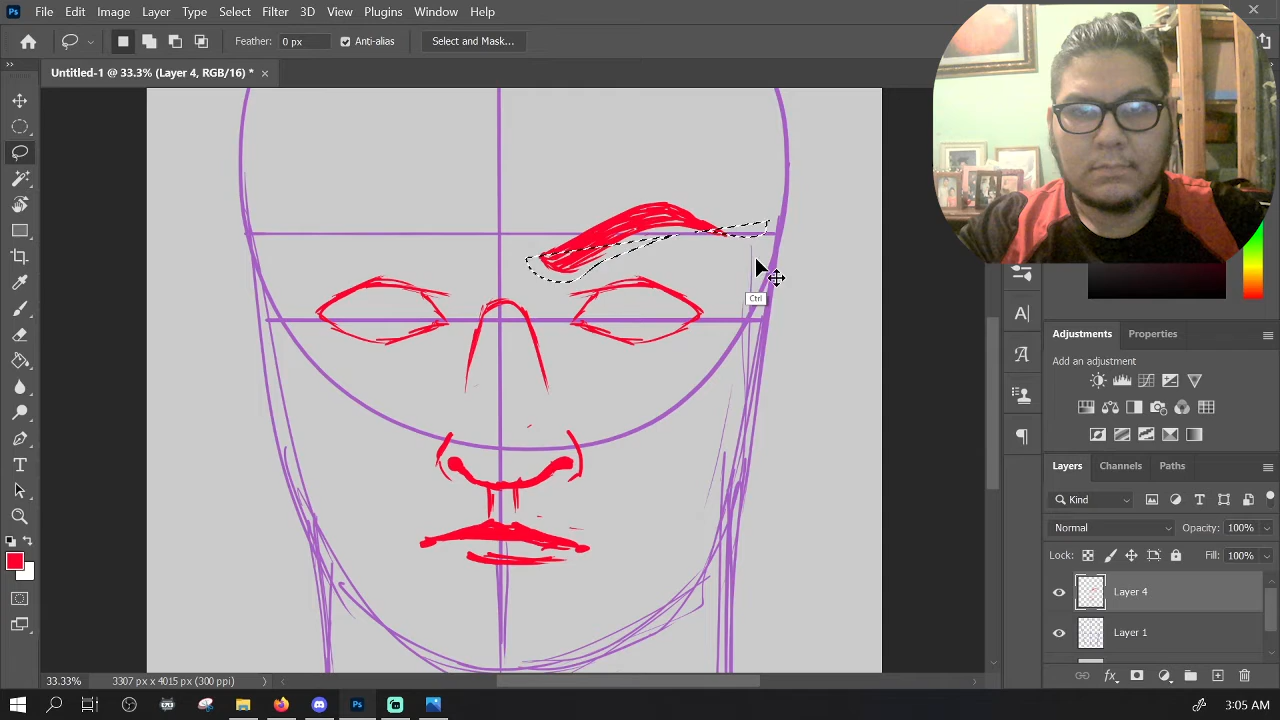 File Edit Image Layer Type Select Filter 3D View Plugins Window Help
Feather: 0 px Anti-alias Select and Mask...
Untitled-1 @ 33.3% (Layer 4, RGB/16) *
Ctrl
Adjustments Properties
Add an adjustment
Layers Channels Paths
Kind
Normal Opacity: 100%
Lock: Fill: 100%
Layer 4
Layer 1
33.33% 3307 px x 4015 px (300 ppi)
3:05 AM